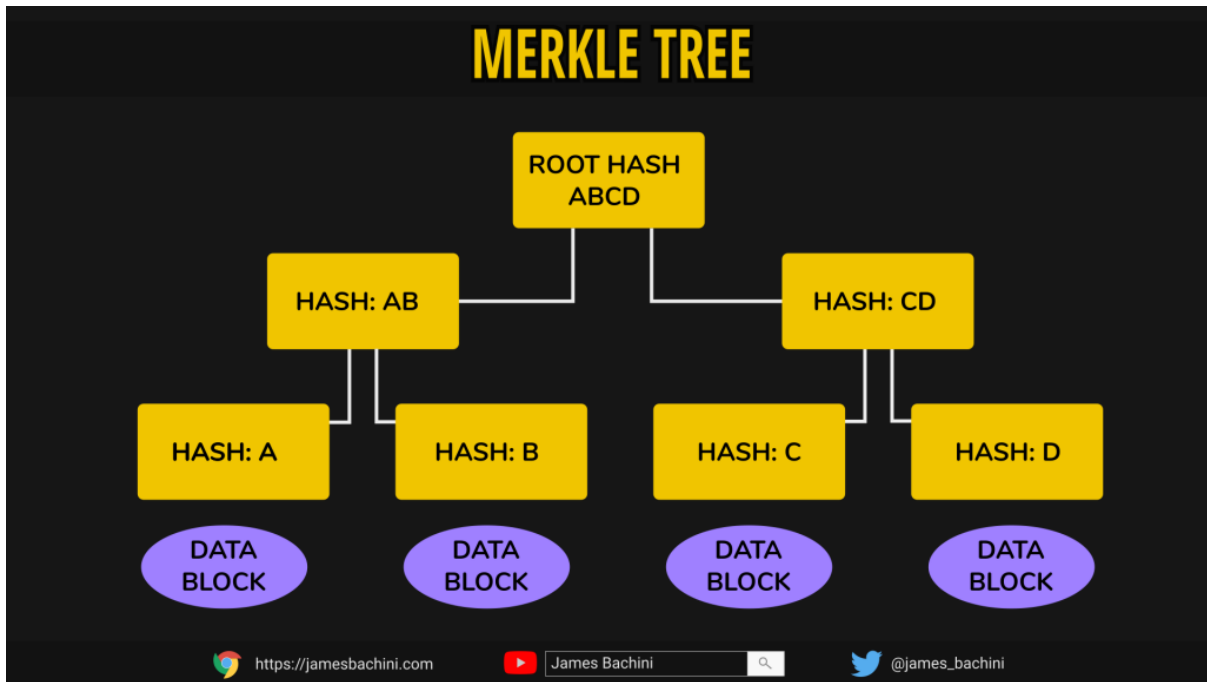 MERKLE TREE
ROOT HASH
ABCD
HASH: AB
HASH: CD
HASH: A
HASH: B
HASH: C
HASH: D
DATA
BLOCK
DATA
BLOCK
DATA
BLOCK
DATA
BLOCK
https://jamesbachini.com
James Bachini
@james_bachini